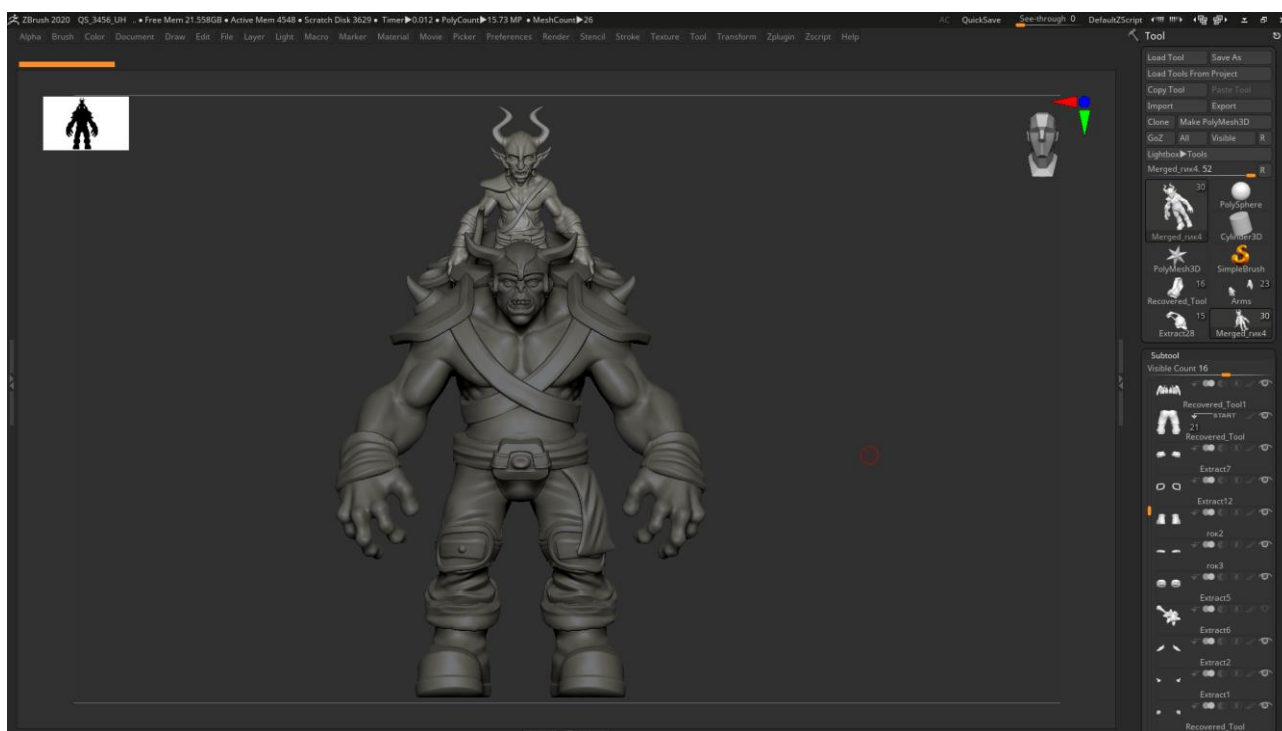 ZBrush 2020 QS_3456_UH .. • Free Mem 21.558GB • Active Mem 4548 • Scratch Disk 3629 • Timer▶0.012 • PolyCount▶15.73 MP • MeshCount▶26 AC QuickSave See-through 0 DefaultZScript
Alpha Brush Color Document Draw Edit File Layer Light Macro Marker Material Movie Picker Preferences Render Stencil Stroke Texture Tool Transform Zplugin Zscript Help
Tool
Load Tool Save As
Load Tools From Project
Copy Tool Paste Tool
Import Export
Clone Make PolyMesh3D
GoZ All Visible R
Lightbox▶Tools
Merged_гик4. 52 R
30
PolySphere
Merged_гик4 Cylinder3D
PolyMesh3D SimpleBrush
16 23
Recovered_Tool Arms
15 30
Extract28 Merged_гик4
Subtool
Visible Count 16
Recovered_Tool1
START
21
Recovered_Tool
Extract7
Extract12
гок2
гок3
Extract5
Extract6
Extract2
Extract1
Recovered_Tool